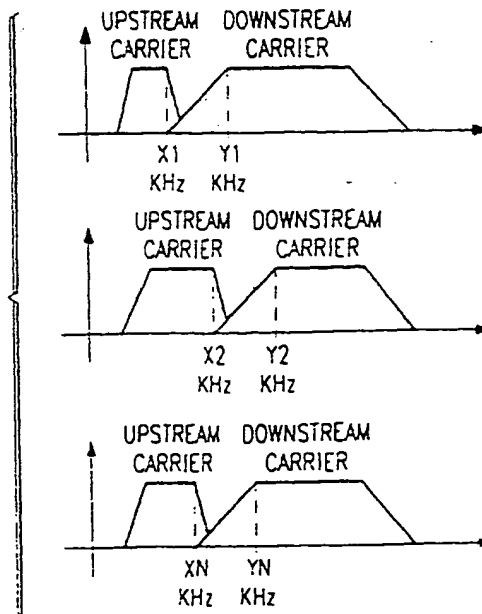 UPSTREAM DOWNSTREAM
CARRIER CARRIER
X1 Y1
KHz KHz
UPSTREAM DOWNSTREAM
CARRIER CARRIER
X2 Y2
KHz KHz
UPSTREAM DOWNSTREAM
CARRIER CARRIER
XN YN
KHz KHz